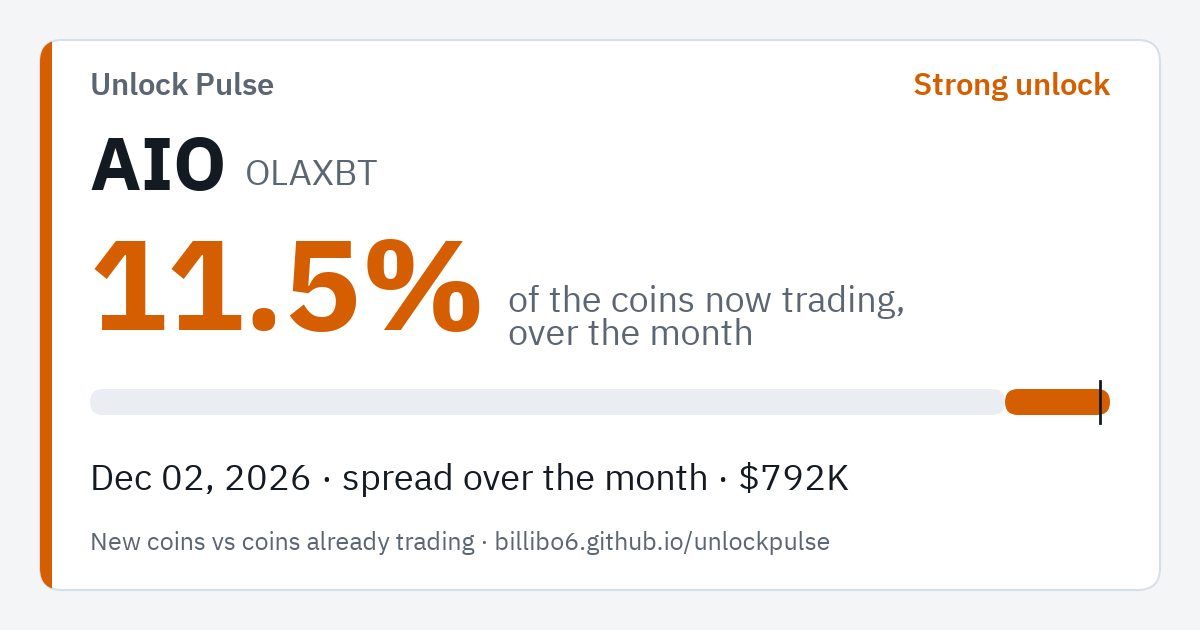 Unlock Pulse
Strong unlock
AIO OLAXBT
11.5% of the coins now trading,
over the month
Dec 02, 2026 · spread over the month · $792K
New coins vs coins already trading · billibo6.github.io/unlockpulse